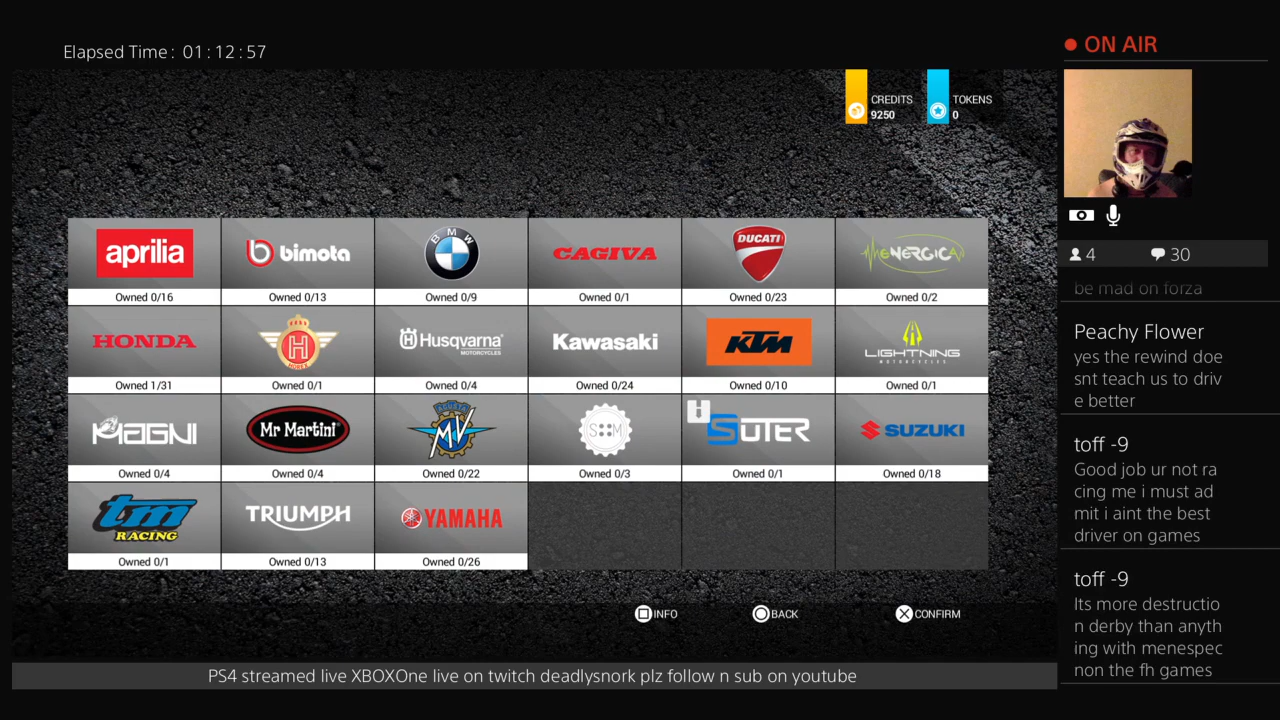 Elapsed Time: 01:12:57
ON AIR
CREDITS
9250
TOKENS
0
aprilia
bimota
BMW
CAGIVA
DUCATI
eNERGICA
Owned 0/16
Owned 0/13
Owned 0/9
Owned 0/1
Owned 0/23
Owned 0/2
HONDA
H
HOREX
Husqvarna
MOTORCYCLES
Kawasaki
KTM
LIGHTNING
MOTORCYCLES
Owned 1/31
Owned 0/1
Owned 0/4
Owned 0/24
Owned 0/10
Owned 0/1
MAGNI
Mr Martini
MV
AGUSTA
S M
SUTER
SUZUKI
Owned 0/4
Owned 0/4
Owned 0/22
Owned 0/3
Owned 0/1
Owned 0/18
tm
RACING
TRIUMPH
YAMAHA
Owned 0/1
Owned 0/13
Owned 0/26
INFO
BACK
CONFIRM
PS4 streamed live XBOXOne live on twitch deadlysnork plz follow n sub on youtube
4
30
be mad on forza
Peachy Flower
yes the rewind doe
snt teach us to driv
e better
toff -9
Good job ur not ra
cing me i must ad
mit i aint the best
driver on games
toff -9
Its more destructio
n derby than anyth
ing with menespec
non the fh games